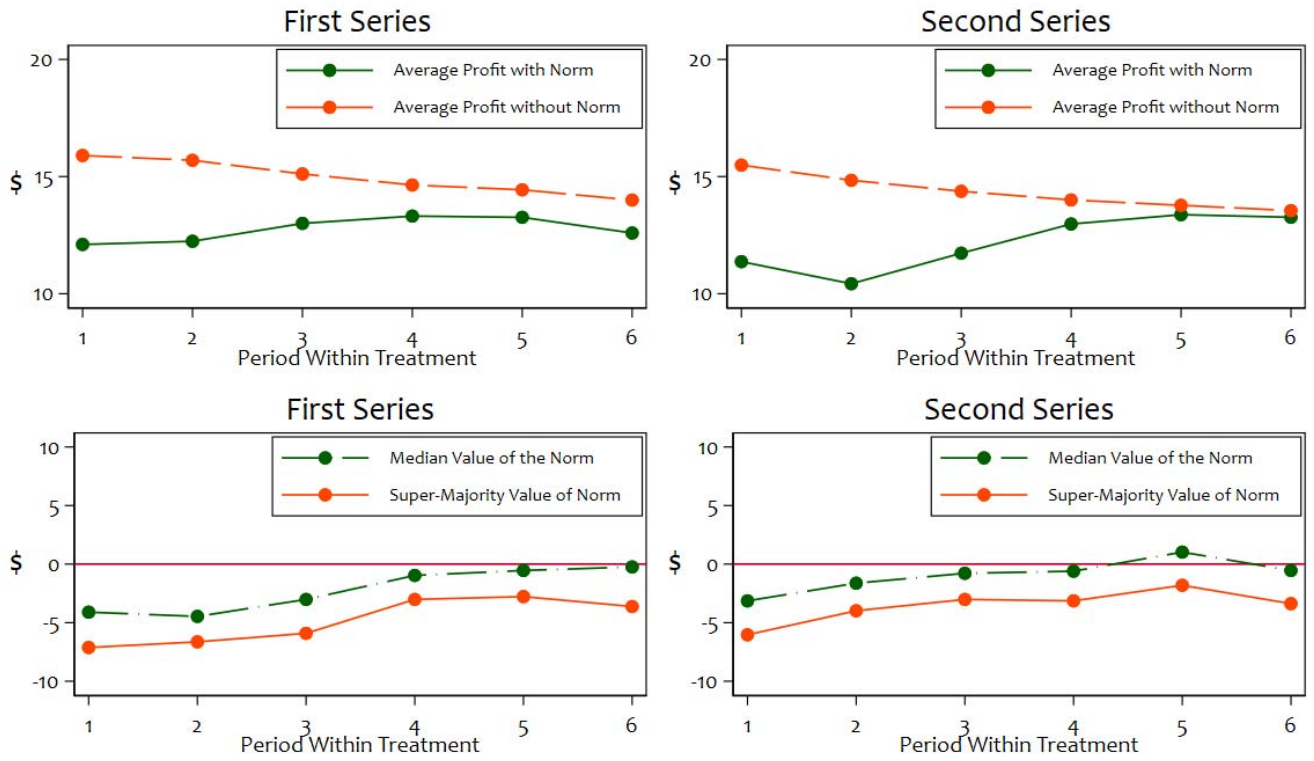 First Series
20
15
10
$
Average Profit with Norm
Average Profit without Norm
1 2 3 4 5 6
Period Within Treatment
Second Series
20
15
10
$
Average Profit with Norm
Average Profit without Norm
1 2 3 4 5 6
Period Within Treatment
First Series
10
5
0
-5
-10
$
Median Value of the Norm
Super-Majority Value of Norm
1 2 3 4 5 6
Period Within Treatment
Second Series
10
5
0
-5
-10
$
Median Value of the Norm
Super-Majority Value of Norm
1 2 3 4 5 6
Period Within Treatment